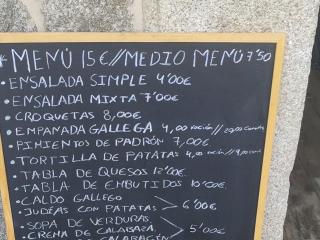 * MENÚ 15€//MEDIO MENÚ 7'50
• ENSALADA SIMPLE 4'00€
• ENSALADA MIXTA 7'00€
• CROQUETAS 8,00€
• EMPANADA GALLEGA 4,00 ración//20,00
• PIMIENTOS DE PADRÓN 7,00€
• TORTILLA DE PATATAS 4,00 ración//
• TABLA DE QUESOS 12'00€
• TABLA DE EMBUTIDOS 10'00€
• CALDO GALLEGO
• JUDÍAS CON PATATAS > 6'00€
• SOPA DE VERDURAS
• CREMA DE CALABAZA > 5'00€